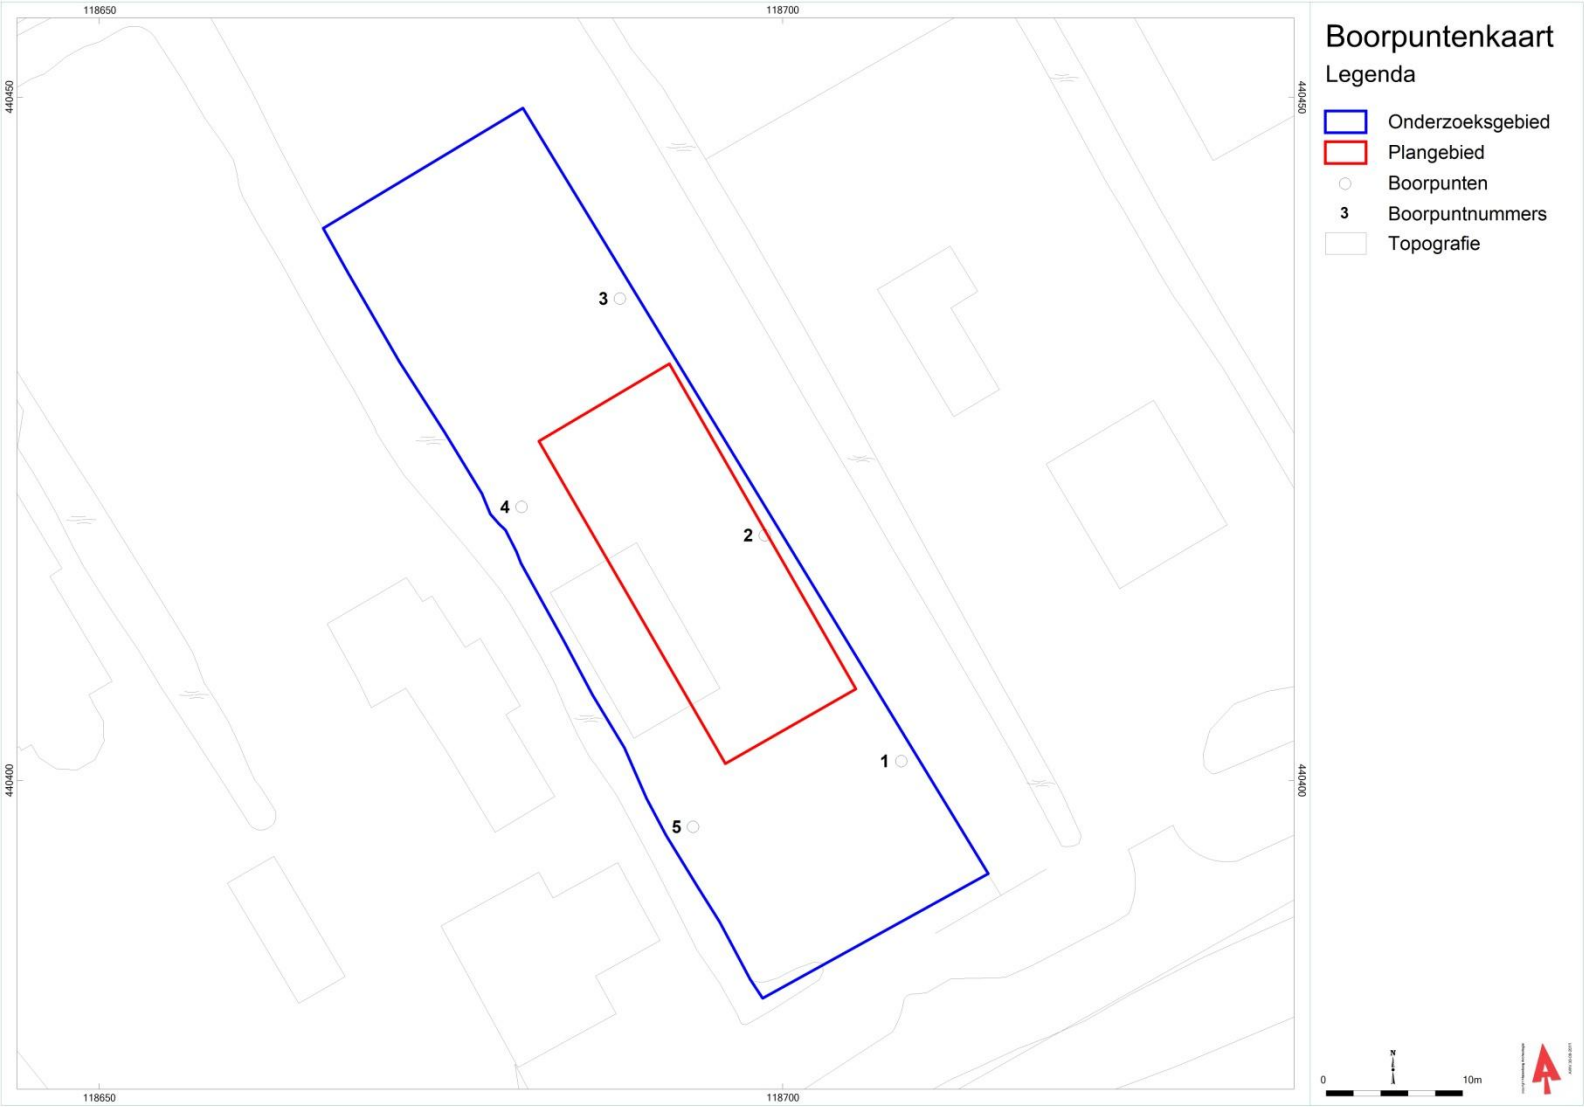 118650
118700
440450
440450
Boorpuntenkaart
Legenda
Onderzoeksgebied
Plangebied
Boorpunten
3 Boorpuntnummers
Topografie
3
4
2
1
5
440400
440400
N
0 10m
118650
118700